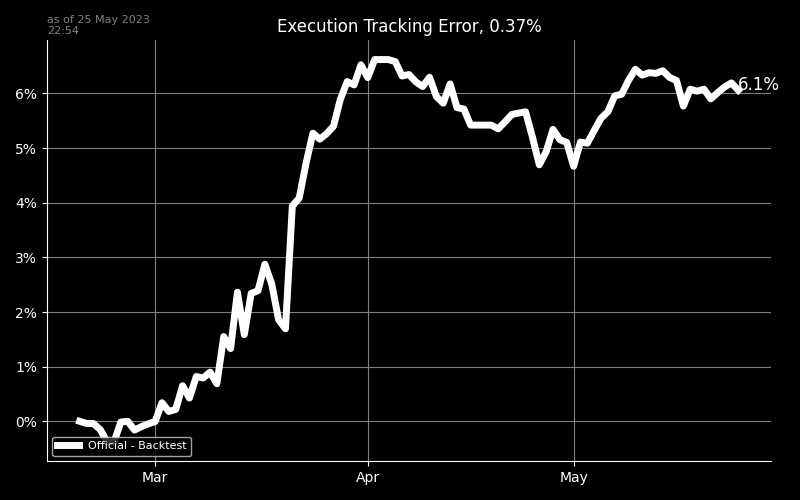 as of 25 May 2023
22:54
Execution Tracking Error, 0.37%
6.1%
6%
5%
4%
3%
2%
1%
0%
Official - Backtest
Mar
Apr
May